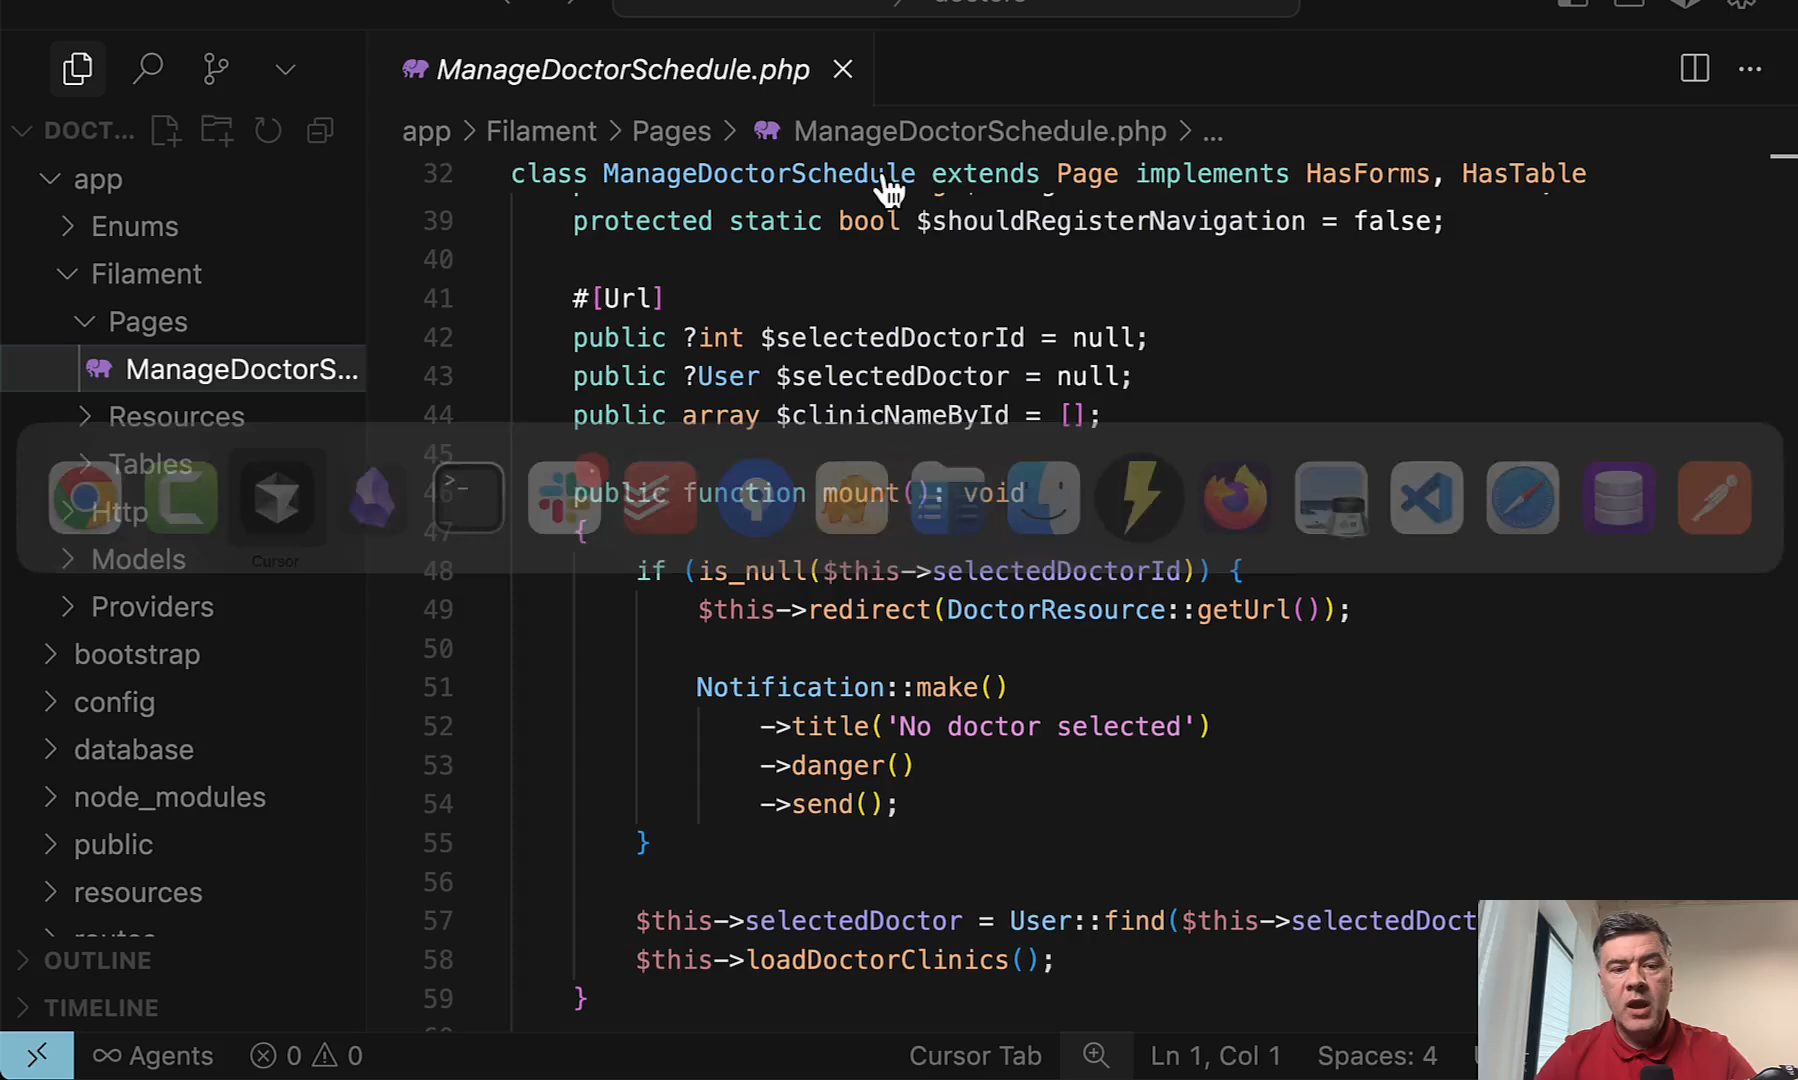 doctors
ManageDoctorSchedule.php
DOCT...
app > Filament > Pages > ManageDoctorSchedule.php > ...
app
Enums
Filament
Pages
ManageDoctorS...
Resources
Tables
Http
Models
Providers
bootstrap
config
database
node_modules
public
resources
routes
OUTLINE
TIMELINE
32 class ManageDoctorSchedule extends Page implements HasForms, HasTable
39 protected static bool $shouldRegisterNavigation = false;
40
41 #[Url]
42 public ?int $selectedDoctorId = null;
43 public ?User $selectedDoctor = null;
44 public array $clinicNameById = [];
45
46 public function mount(): void
47 {
48 if (is_null($this->selectedDoctorId)) {
49 $this->redirect(DoctorResource::getUrl());
50
51 Notification::make()
52 ->title('No doctor selected')
53 ->danger()
54 ->send();
55 }
56
57 $this->selectedDoctor = User::find($this->selectedDoct
58 $this->loadDoctorClinics();
59 }
Cursor
Agents 0 0 Cursor Tab Ln 1, Col 1 Spaces: 4